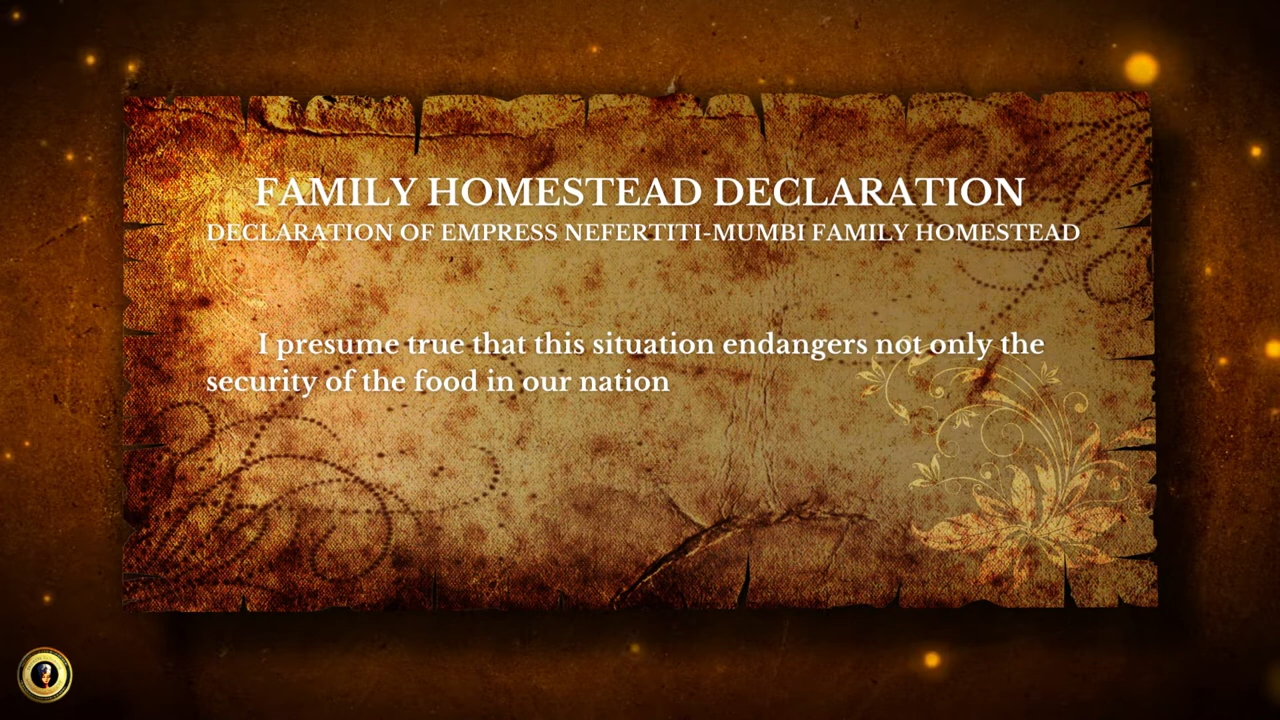 FAMILY HOMESTEAD DECLARATION
DECLARATION OF EMPRESS NEFERTITI-MUMBI FAMILY HOMESTEAD
I presume true that this situation endangers not only the
security of the food in our nation